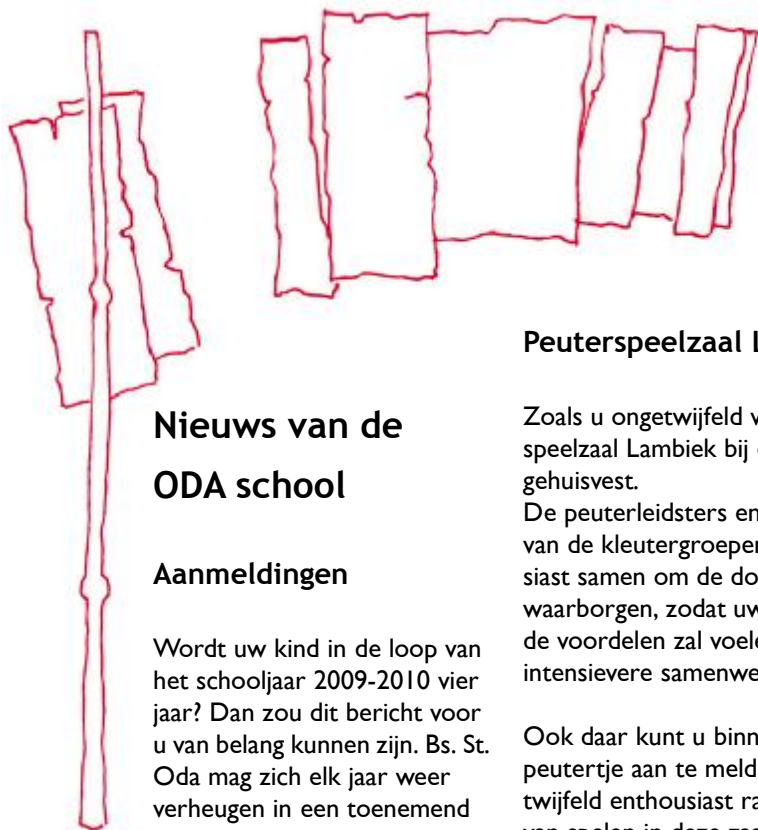 Nieuws van de
ODA school
Aanmeldingen
Wordt uw kind in de loop van
het schooljaar 2009-2010 vier
jaar? Dan zou dit bericht voor
u van belang kunnen zijn. Bs. St.
Oda mag zich elk jaar weer
verheugen in een toenemend
Peuterspeelzaal L
Zoals u ongetwijfeld v
speelzaal Lambiek bij
gehuisvest.
De peuterleidsters en
van de kleutergroepen
siast samen om de do
waarborgen, zodat uw
de voordelen zal voele
intensievere samenwe
Ook daar kunt u binn
peutertje aan te meld
twijfeld enthousiast ra